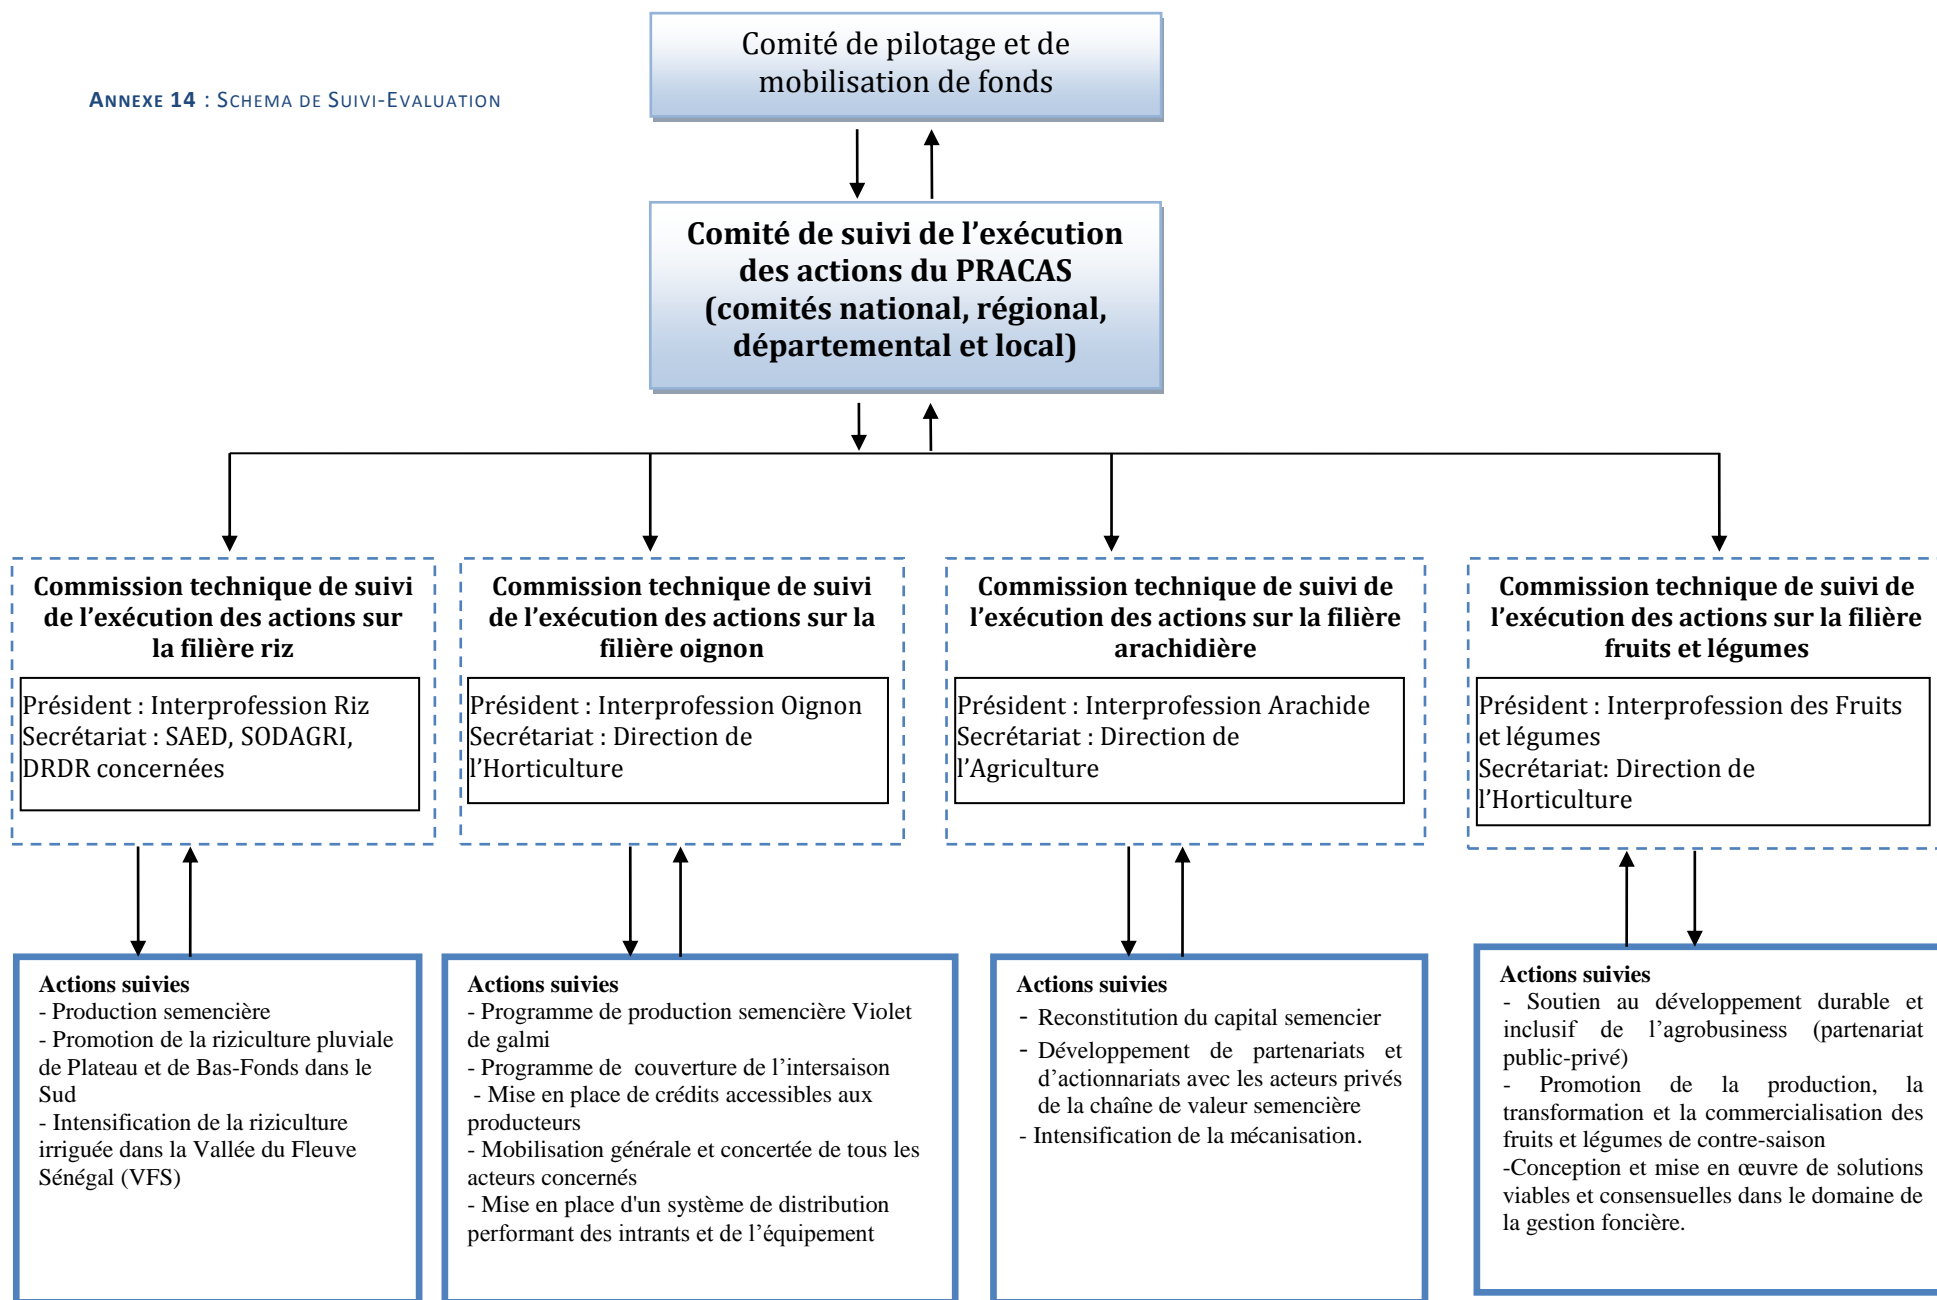 Comité de pilotage et de
mobilisation de fonds
ANNEXE 14 : SCHEMA DE SUIVI-EVALUATION
Comité de suivi de l’exécution
des actions du PRACAS
(comités national, régional,
départemental et local)
Commission technique de suivi
de l’exécution des actions sur
la filière riz
Président : Interprofession Riz
Secrétariat : SAED, SODAGRI,
DRDR concernées
Commission technique de suivi
de l’exécution des actions sur la
filière oignon
Président : Interprofession Oignon
Secrétariat : Direction de
l’Horticulture
Commission technique de suivi de
l’exécution des actions sur la filière
arachidière
Président : Interprofession Arachide
Secrétariat : Direction de
l’Agriculture
Commission technique de suivi de
l’exécution des actions sur la filière
fruits et légumes
Président : Interprofession des Fruits
et légumes
Secrétariat: Direction de
l’Horticulture
Actions suivies
- Production semencière
- Promotion de la riziculture pluviale
de Plateau et de Bas-Fonds dans le
Sud
- Intensification de la riziculture
irriguée dans la Vallée du Fleuve
Sénégal (VFS)
Actions suivies
- Programme de production semencière Violet
de galmi
- Programme de couverture de l’intersaison
- Mise en place de crédits accessibles aux
producteurs
- Mobilisation générale et concertée de tous les
acteurs concernés
- Mise en place d'un système de distribution
performant des intrants et de l’équipement
Actions suivies
- Reconstitution du capital semencier
- Développement de partenariats et
d’actionnariats avec les acteurs privés
de la chaîne de valeur semencière
- Intensification de la mécanisation.
Actions suivies
- Soutien au développement durable et
inclusif de l’agrobusiness (partenariat
public-privé)
- Promotion de la production, la
transformation et la commercialisation des
fruits et légumes de contre-saison
-Conception et mise en œuvre de solutions
viables et consensuelles dans le domaine de
la gestion foncière.